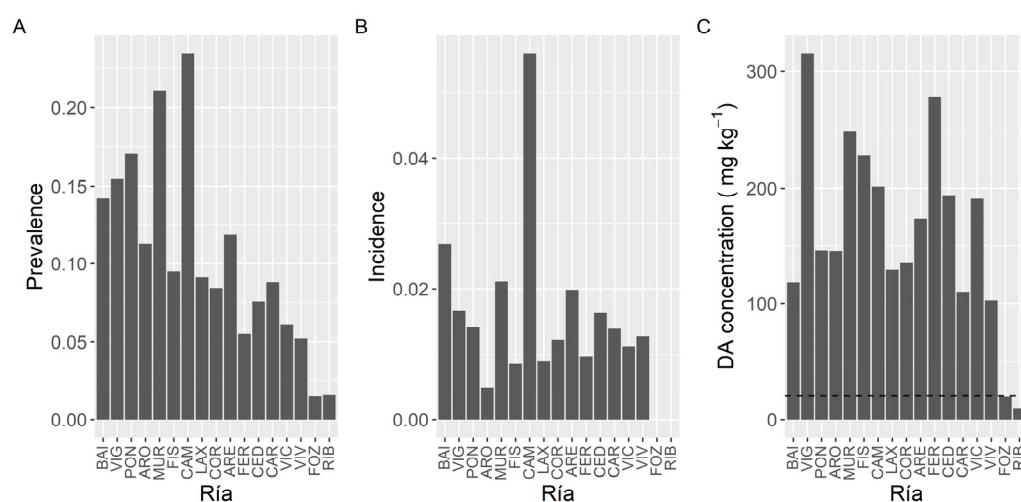 A
B
C
Prevalence
0.20
0.15
0.10
0.05
0.00
BAI
VIG
PON
ARO
MUR
FIS
CAM
LAX
COR
ARE
FER
CED
CAR
VIC
VIV
FOZ
RIB
Ría
Incidence
0.04
0.02
0.00
BAI
VIG
PON
ARO
MUR
FIS
CAM
LAX
COR
ARE
FER
CED
CAR
VIC
VIV
FOZ
RIB
Ría
DA concentration ( mg kg⁻¹)
300
200
100
0
BAI
VIG
PON
ARO
MUR
FIS
CAM
LAX
COR
ARE
FER
CED
CAR
VIC
VIV
FOZ
RIB
Ría